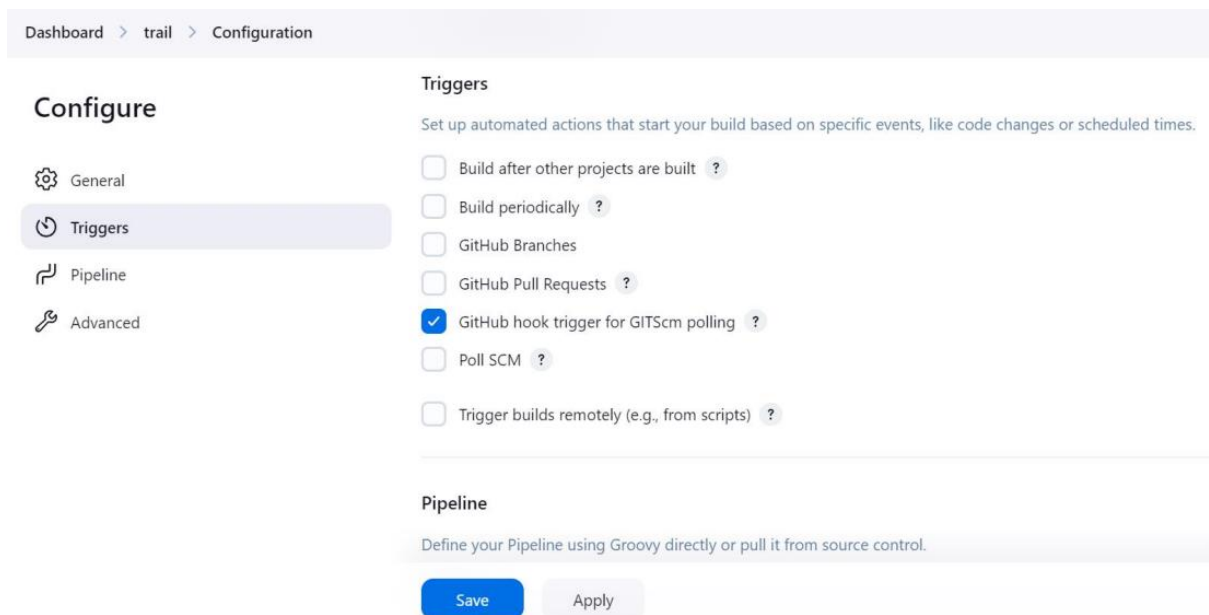 Dashboard > trail > Configuration
Configure
General
Triggers
Pipeline
Advanced
Triggers
Set up automated actions that start your build based on specific events, like code changes or scheduled times.
Build after other projects are built ?
Build periodically ?
GitHub Branches
GitHub Pull Requests ?
GitHub hook trigger for GITScm polling ?
Poll SCM ?
Trigger builds remotely (e.g., from scripts) ?
Pipeline
Define your Pipeline using Groovy directly or pull it from source control.
Save Apply